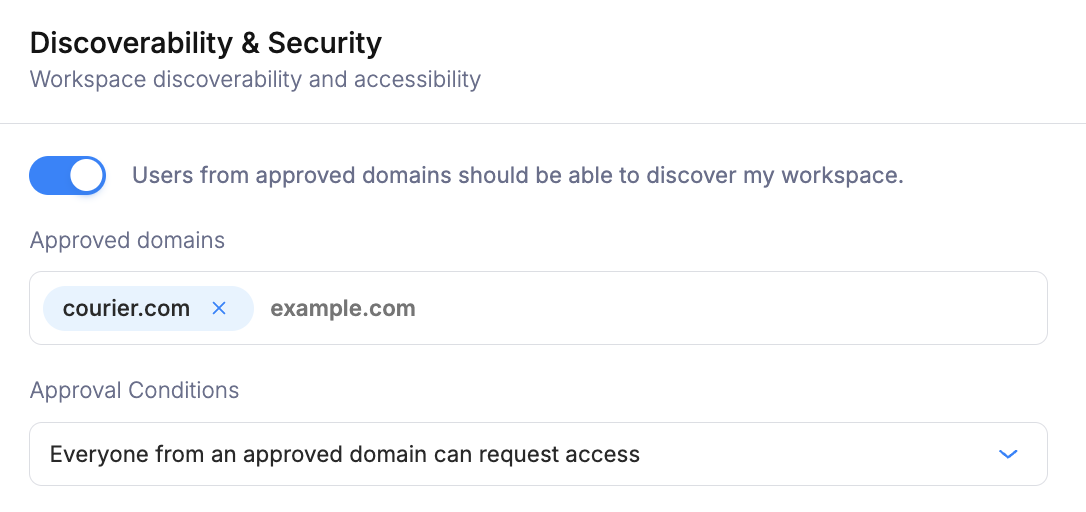 Discoverability & Security
Workspace discoverability and accessibility
Users from approved domains should be able to discover my workspace.
Approved domains
courier.com example.com
Approval Conditions
Everyone from an approved domain can request access